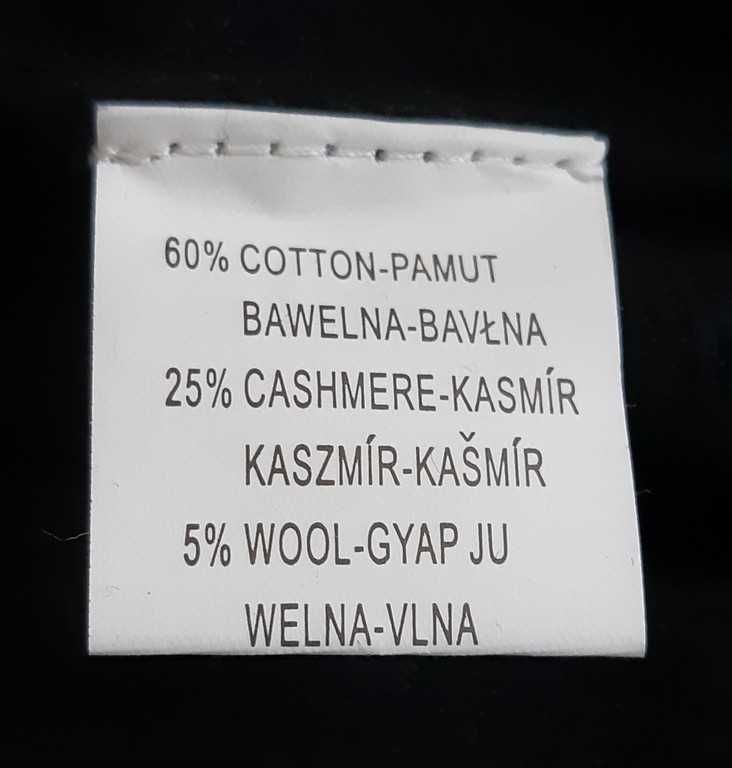 60% COTTON-PAMUT
BAWELNA-BAVŁNA
25% CASHMERE-KASMÍR
KASZMÍR-KAŠMÍR
5% WOOL-GYAP JU
WELNA-VLNA